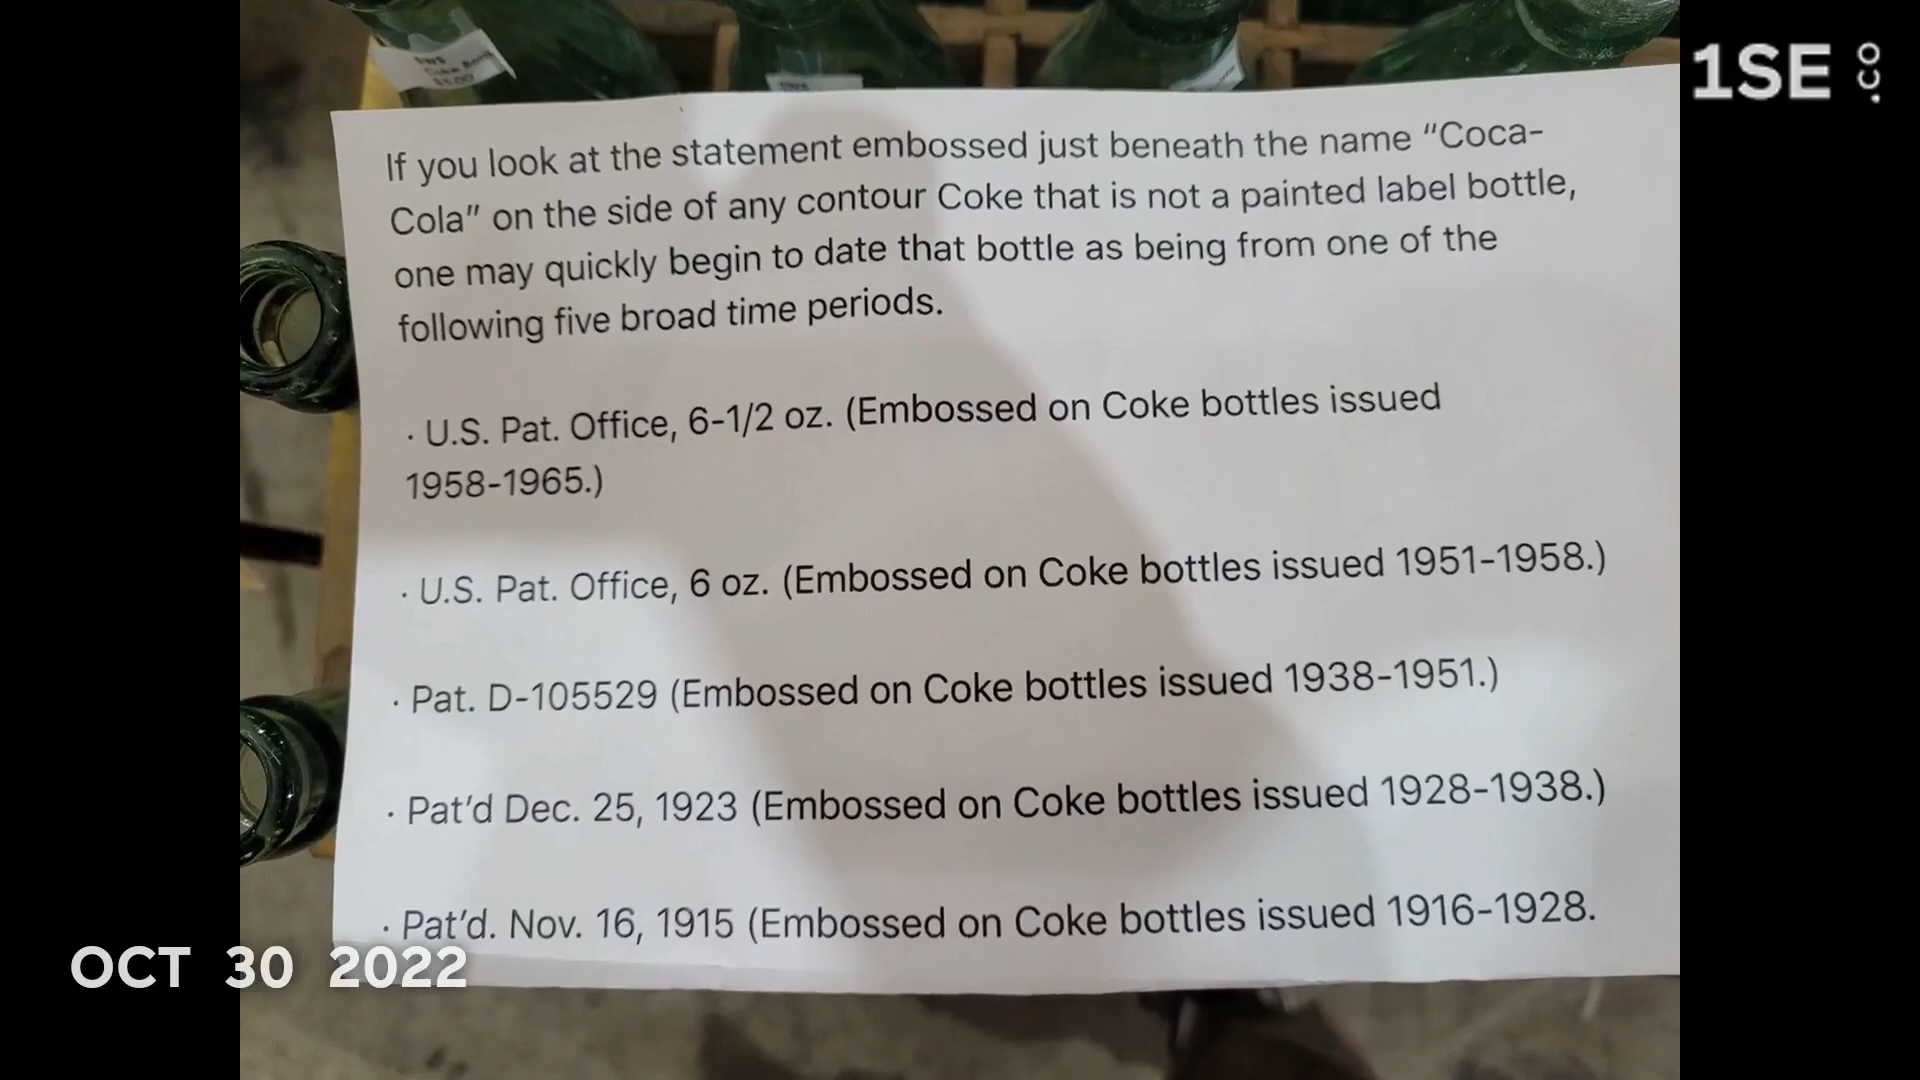 1SE .co
DWS
$5.00
If you look at the statement embossed just beneath the name “Coca-
Cola” on the side of any contour Coke that is not a painted label bottle,
one may quickly begin to date that bottle as being from one of the
following five broad time periods.
· U.S. Pat. Office, 6-1/2 oz. (Embossed on Coke bottles issued
1958-1965.)
· U.S. Pat. Office, 6 oz. (Embossed on Coke bottles issued 1951-1958.)
· Pat. D-105529 (Embossed on Coke bottles issued 1938-1951.)
· Pat’d Dec. 25, 1923 (Embossed on Coke bottles issued 1928-1938.)
· Pat’d. Nov. 16, 1915 (Embossed on Coke bottles issued 1916-1928.
OCT 30 2022